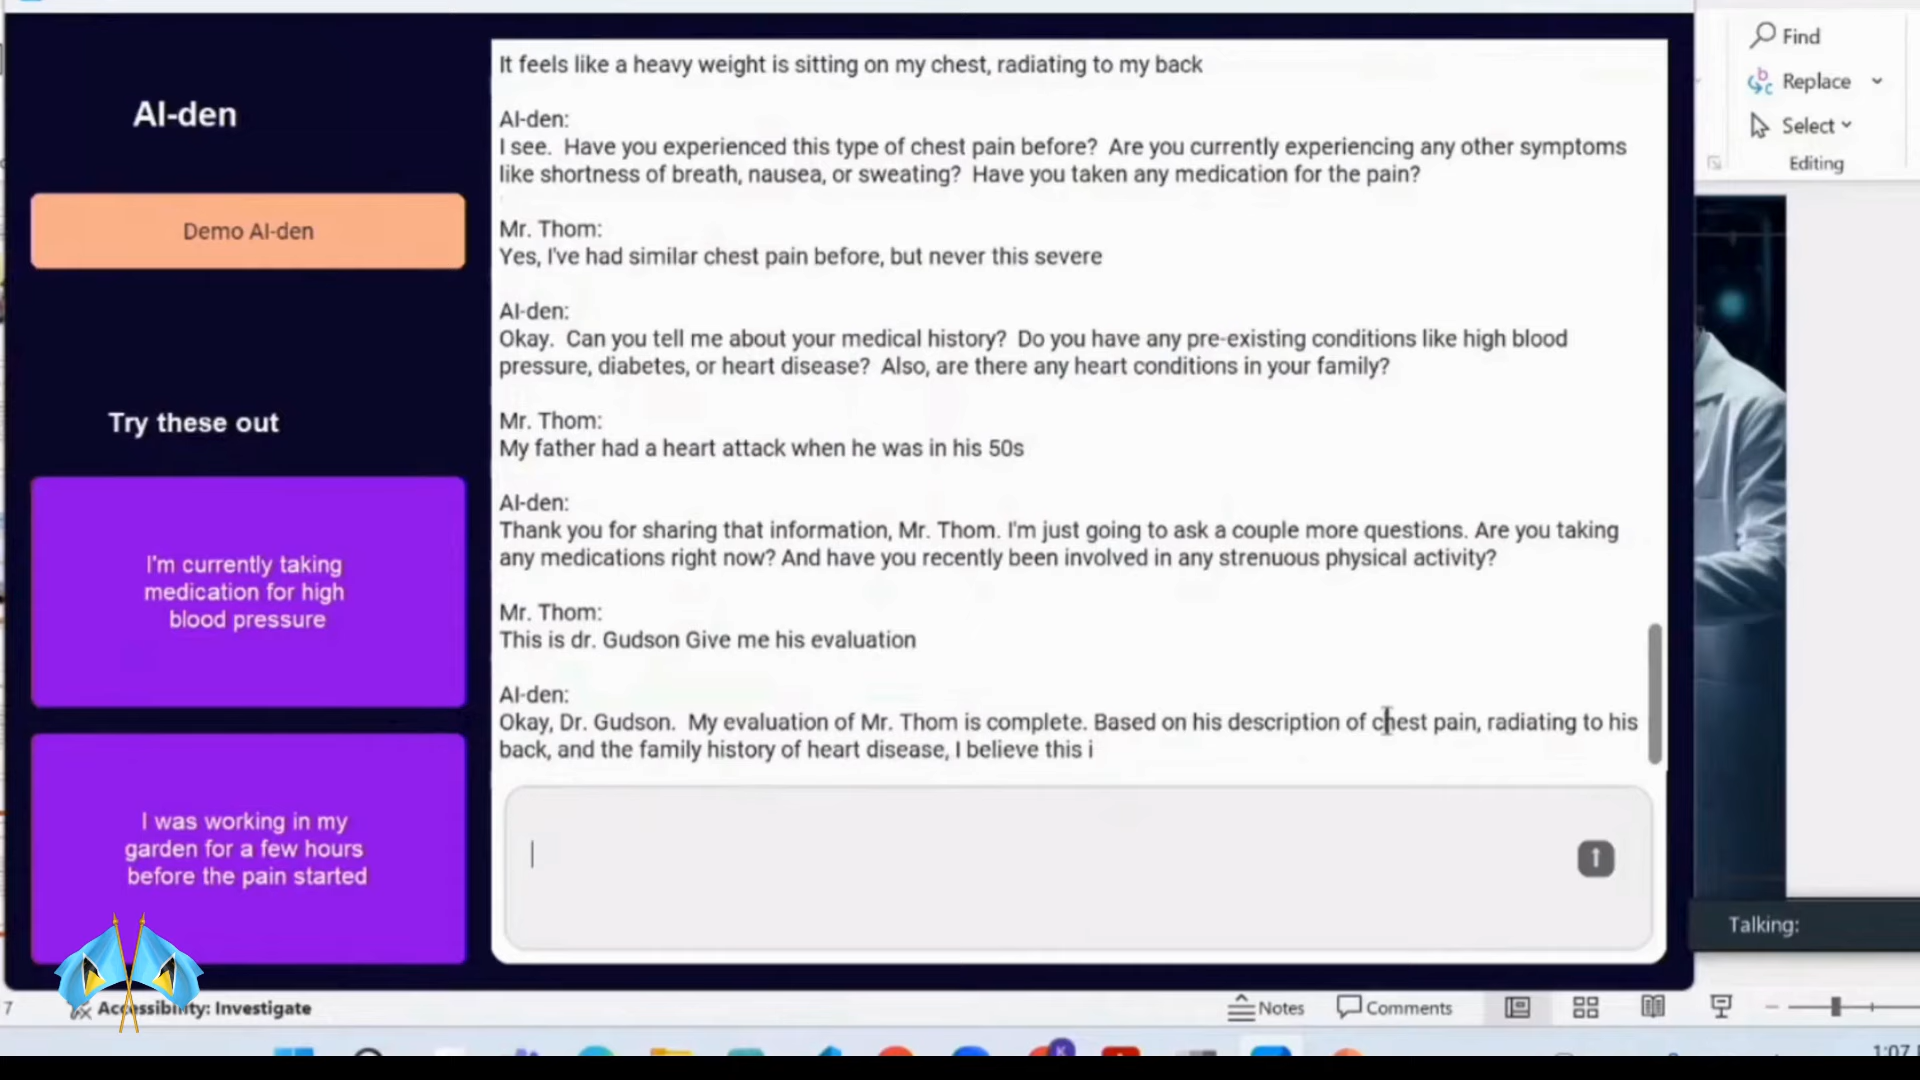 Find
Replace
Select
Editing
AI-den
Demo AI-den
Try these out
I'm currently taking
medication for high
blood pressure
I was working in my
garden for a few hours
before the pain started
It feels like a heavy weight is sitting on my chest, radiating to my back
AI-den:
I see. Have you experienced this type of chest pain before? Are you currently experiencing any other symptoms
like shortness of breath, nausea, or sweating? Have you taken any medication for the pain?
Mr. Thom:
Yes, I've had similar chest pain before, but never this severe
AI-den:
Okay. Can you tell me about your medical history? Do you have any pre-existing conditions like high blood
pressure, diabetes, or heart disease? Also, are there any heart conditions in your family?
Mr. Thom:
My father had a heart attack when he was in his 50s
AI-den:
Thank you for sharing that information, Mr. Thom. I'm just going to ask a couple more questions. Are you taking
any medications right now? And have you recently been involved in any strenuous physical activity?
Mr. Thom:
This is dr. Gudson Give me his evaluation
AI-den:
Okay, Dr. Gudson. My evaluation of Mr. Thom is complete. Based on his description of chest pain, radiating to his
back, and the family history of heart disease, I believe this i
Talking:
7
Accessibility: Investigate
Notes
Comments
K
1:07